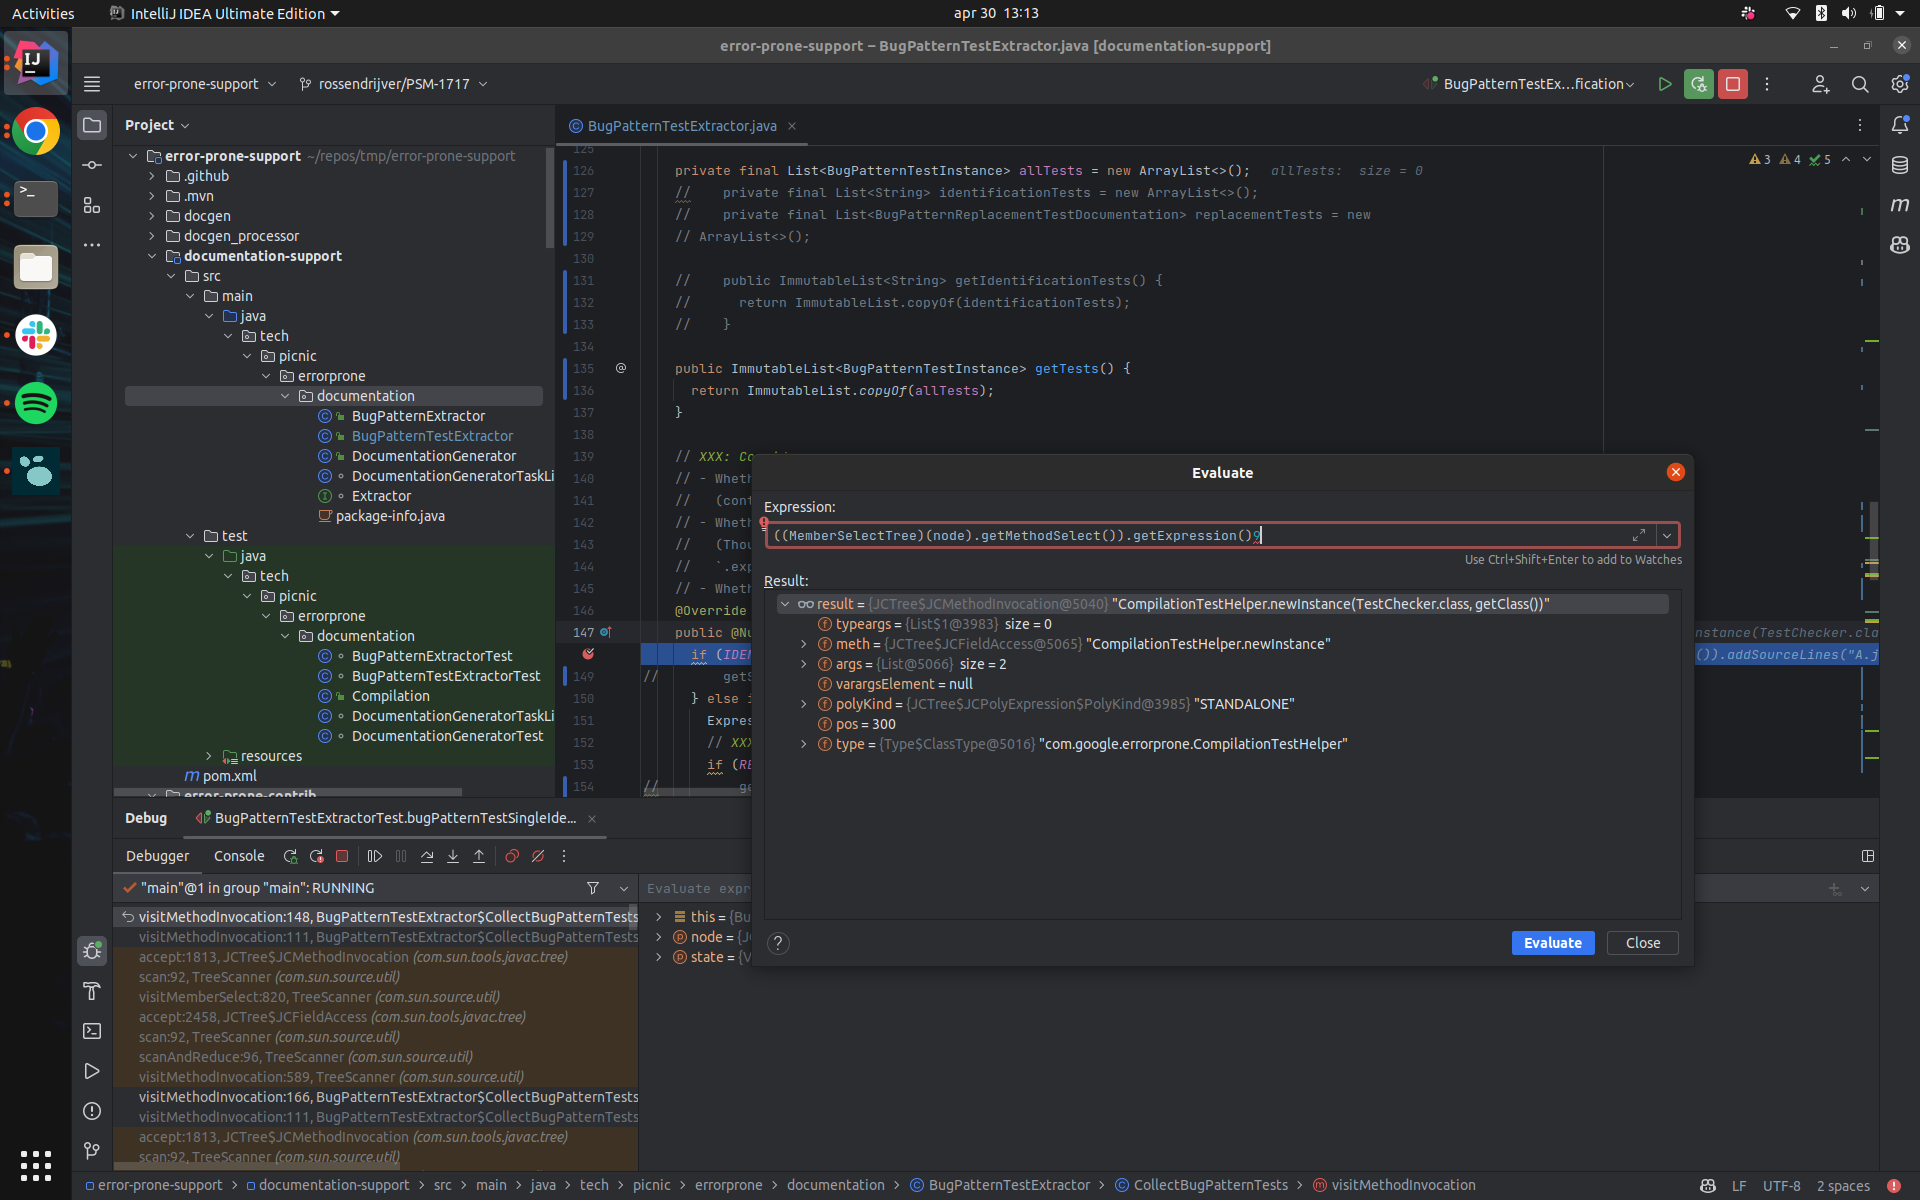 Activities
IntelliJ IDEA Ultimate Edition
apr 30 13:13
error-prone-support – BugPatternTestExtractor.java [documentation-support]
error-prone-support
rossendrijver/PSM-1717
BugPatternTestEx...fication
Project
error-prone-support ~/repos/tmp/error-prone-support
.github
.mvn
docgen
docgen_processor
documentation-support
src
main
java
tech
picnic
errorprone
documentation
BugPatternExtractor
BugPatternTestExtractor
DocumentationGenerator
DocumentationGeneratorTaskLi
Extractor
package-info.java
test
java
tech
picnic
errorprone
documentation
BugPatternExtractorTest
BugPatternTestExtractorTest
Compilation
DocumentationGeneratorTaskLi
DocumentationGeneratorTest
resources
pom.xml
error-prone-contrib
BugPatternTestExtractor.java
3 4 5
125
126 private final List<BugPatternTestInstance> allTests = new ArrayList<>(); allTests: size = 0
127 // private final List<String> identificationTests = new ArrayList<>();
128 // private final List<BugPatternReplacementTestDocumentation> replacementTests = new
129 // ArrayList<>();
130
131 // public ImmutableList<String> getIdentificationTests() {
132 // return ImmutableList.copyOf(identificationTests);
133 // }
134
135 @ public ImmutableList<BugPatternTestInstance> getTests() {
136 return ImmutableList.copyOf(allTests);
137 }
138
139 // XXX: Co
140 // - Wheth
141 // (cont
142 // - Wheth
143 // (Thou
144 // `.exp
145 // - Wheth
146 @Override
147 public @Nu
nstance(TestChecker.cla
if (IDEN
()).addSourceLines("A.j
149 // getS
150 } else i
151 Expres
152 // XXX
153 if (RE
154 // ge
Evaluate
Expression:
((MemberSelectTree)(node).getMethodSelect()).getExpression()9
Use Ctrl+Shift+Enter to add to Watches
Result:
result = {JCTree$JCMethodInvocation@5040} "CompilationTestHelper.newInstance(TestChecker.class, getClass())"
typeargs = {List$1@3983} size = 0
meth = {JCTree$JCFieldAccess@5065} "CompilationTestHelper.newInstance"
args = {List@5066} size = 2
varargsElement = null
polyKind = {JCTree$JCPolyExpression$PolyKind@3985} "STANDALONE"
pos = 300
type = {Type$ClassType@5016} "com.google.errorprone.CompilationTestHelper"
?
Evaluate
Close
Debug
BugPatternTestExtractorTest.bugPatternTestSingleIde...
Debugger
Console
"main"@1 in group "main": RUNNING
Evaluate expr
visitMethodInvocation:148, BugPatternTestExtractor$CollectBugPatternTests
visitMethodInvocation:111, BugPatternTestExtractor$CollectBugPatternTests
accept:1813, JCTree$JCMethodInvocation (com.sun.tools.javac.tree)
scan:92, TreeScanner (com.sun.source.util)
visitMemberSelect:820, TreeScanner (com.sun.source.util)
accept:2458, JCTree$JCFieldAccess (com.sun.tools.javac.tree)
scan:92, TreeScanner (com.sun.source.util)
scanAndReduce:96, TreeScanner (com.sun.source.util)
visitMethodInvocation:589, TreeScanner (com.sun.source.util)
visitMethodInvocation:166, BugPatternTestExtractor$CollectBugPatternTests
visitMethodInvocation:111, BugPatternTestExtractor$CollectBugPatternTests
accept:1813, JCTree$JCMethodInvocation (com.sun.tools.javac.tree)
scan:92, TreeScanner (com.sun.source.util)
this = {Bu
node = {JC
state = {V
error-prone-support > documentation-support > src > main > java > tech > picnic > errorprone > documentation > BugPatternTestExtractor > CollectBugPatternTests > visitMethodInvocation
LF UTF-8 2 spaces